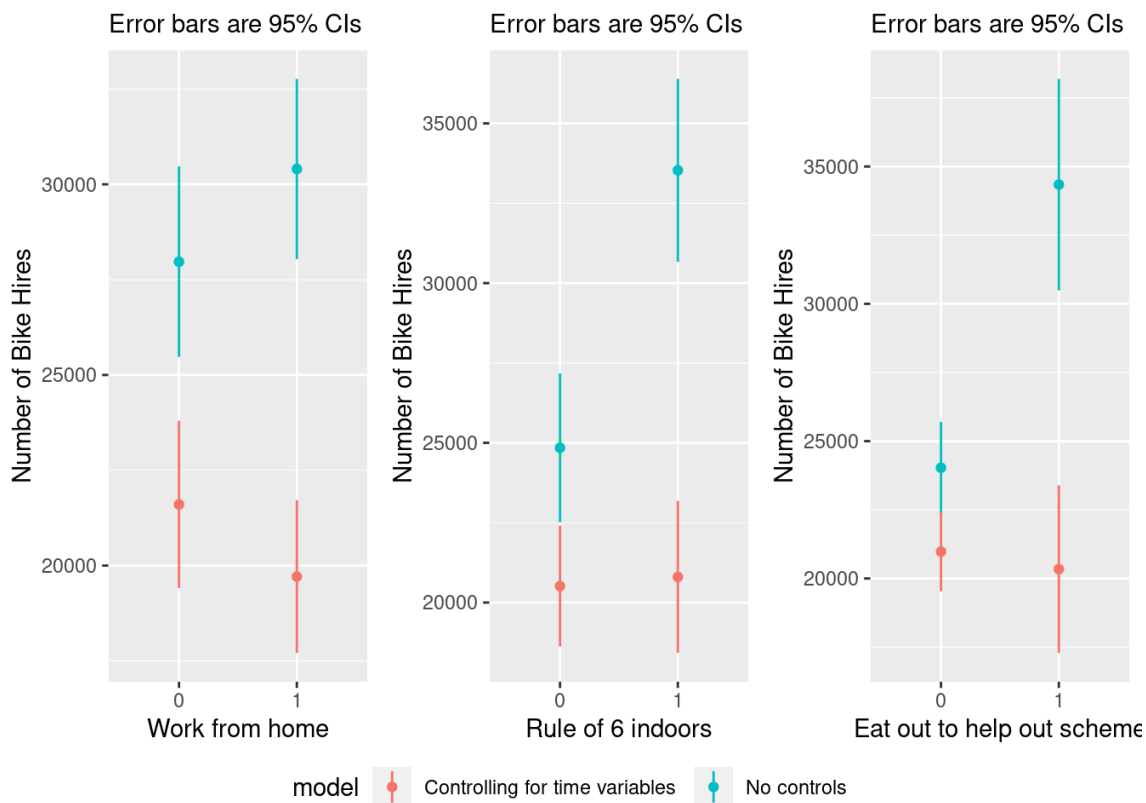 Error bars are 95% CIs
Number of Bike Hires
30000
25000
20000
0 1
Work from home
Error bars are 95% CIs
Number of Bike Hires
35000
30000
25000
20000
0 1
Rule of 6 indoors
Error bars are 95% CIs
Number of Bike Hires
35000
30000
25000
20000
0 1
Eat out to help out scheme
model Controlling for time variables No controls